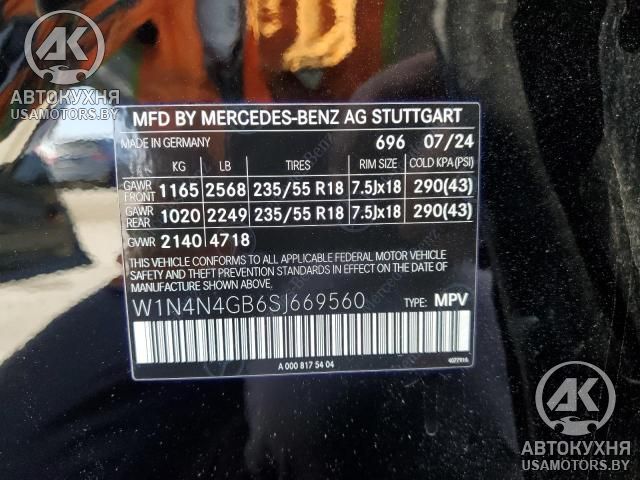 AK
АВТОКУХНЯ
USAMOTORS.BY
MFD BY MERCEDES-BENZ AG STUTTGART
MADE IN GERMANY 696 07/24
KG LB TIRES RIM SIZE COLD KPA(PSI)
GAWR FRONT 1165 2568 235/55 R18 7.5Jx18 290(43)
GAWR REAR 1020 2249 235/55 R18 7.5Jx18 290(43)
GVWR 2140 4718
THIS VEHICLE CONFORMS TO ALL APPLICABLE FEDERAL MOTOR VEHICLE
SAFETY AND THEFT PREVENTION STANDARDS IN EFFECT ON THE DATE
OF MANUFACTURE SHOWN ABOVE.
W1N4N4GB6SJ669560 TYPE: MPV
A 000 817 54 04
AK
АВТОКУХНЯ
USAMOTORS.BY